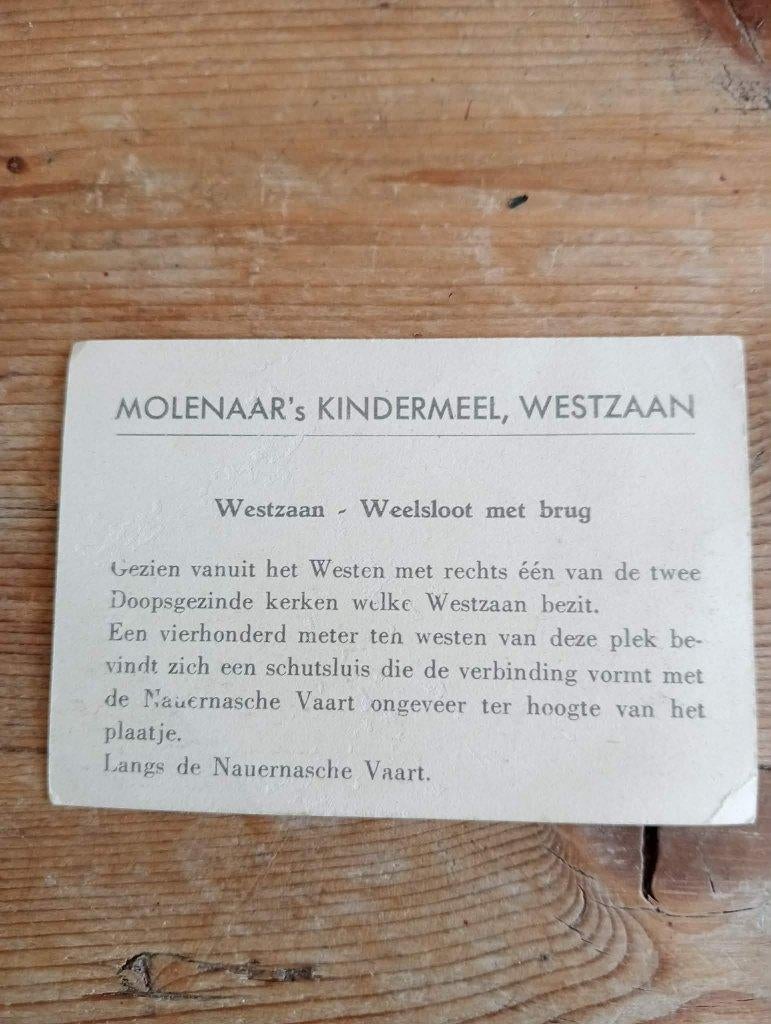 MOLENAAR's KINDERMEEL, WESTZAAN
Westzaan - Weelsloot met brug
Gezien vanuit het Westen met rechts één van de twee
Doopsgezinde kerken welke Westzaan bezit.
Een vierhonderd meter ten westen van deze plek be-
vindt zich een schutsluis die de verbinding vormt met
de Nauernasche Vaart ongeveer ter hoogte van het
plaatje.
Langs de Nauernasche Vaart.